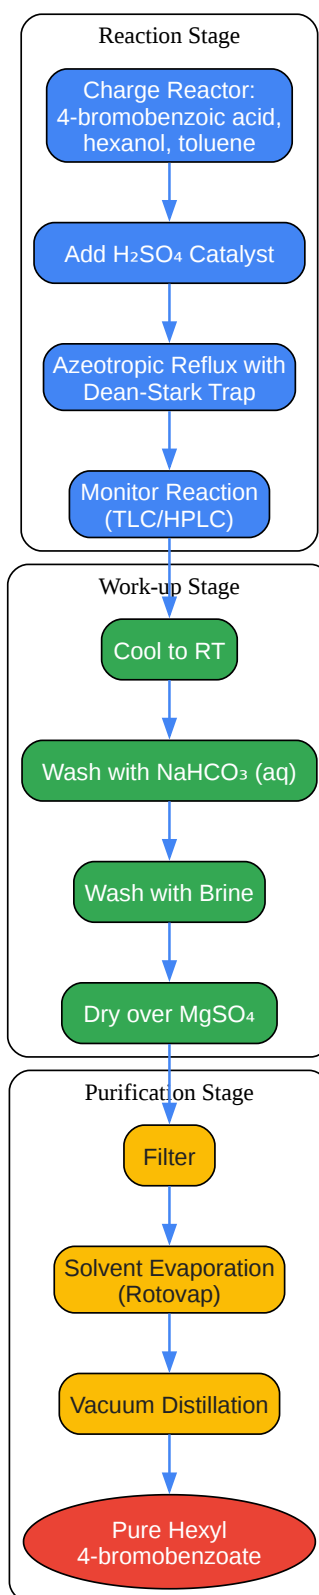 Reaction Stage
Charge Reactor:
4-bromobenzoic acid,
hexanol, toluene
Add H₂SO₄ Catalyst
Azeotropic Reflux with
Dean-Stark Trap
Monitor Reaction
(TLC/HPLC)
Work-up Stage
Cool to RT
Wash with NaHCO₃ (aq)
Wash with Brine
Dry over MgSO₄
Purification Stage
Filter
Solvent Evaporation
(Rotovap)
Vacuum Distillation
Pure Hexyl
4-bromobenzoate